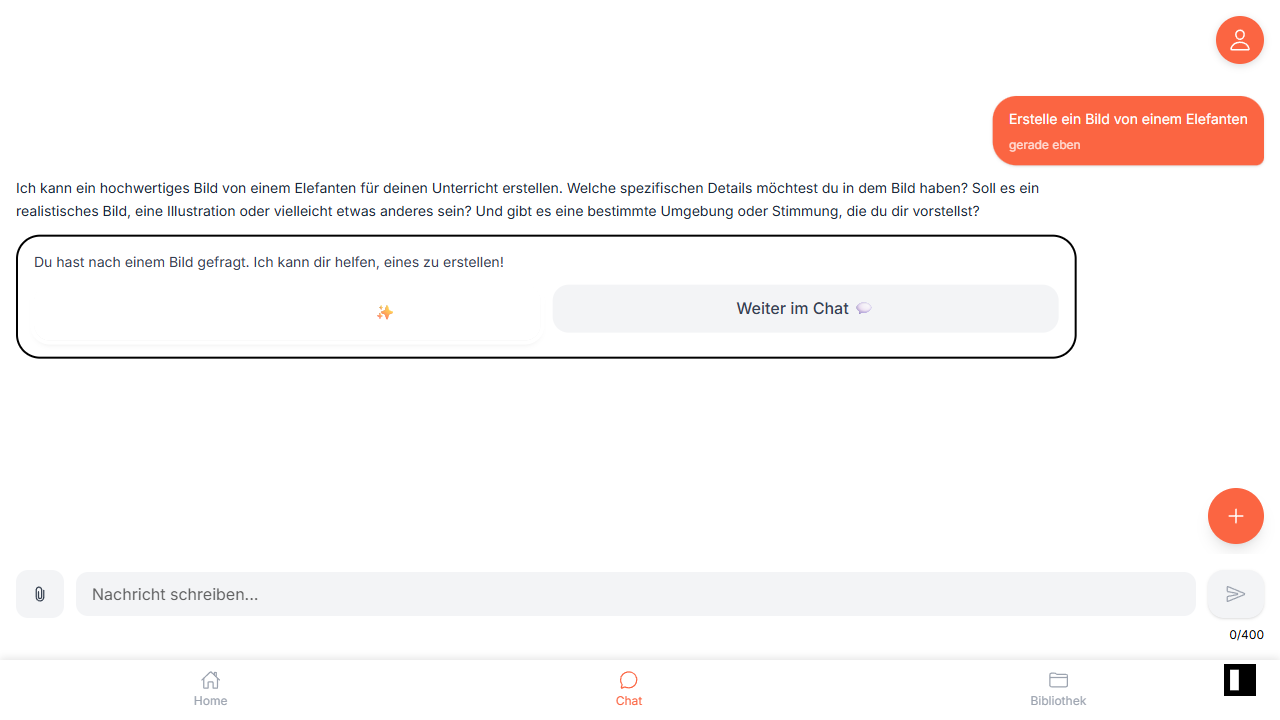 Erstelle ein Bild von einem Elefanten
gerade eben
Ich kann ein hochwertiges Bild von einem Elefanten für deinen Unterricht erstellen. Welche spezifischen Details möchtest du in dem Bild haben? Soll es ein
realistisches Bild, eine Illustration oder vielleicht etwas anderes sein? Und gibt es eine bestimmte Umgebung oder Stimmung, die du dir vorstellst?
Du hast nach einem Bild gefragt. Ich kann dir helfen, eines zu erstellen!
✨
Weiter im Chat 💬
Nachricht schreiben...
0/400
Home
Chat
Bibliothek